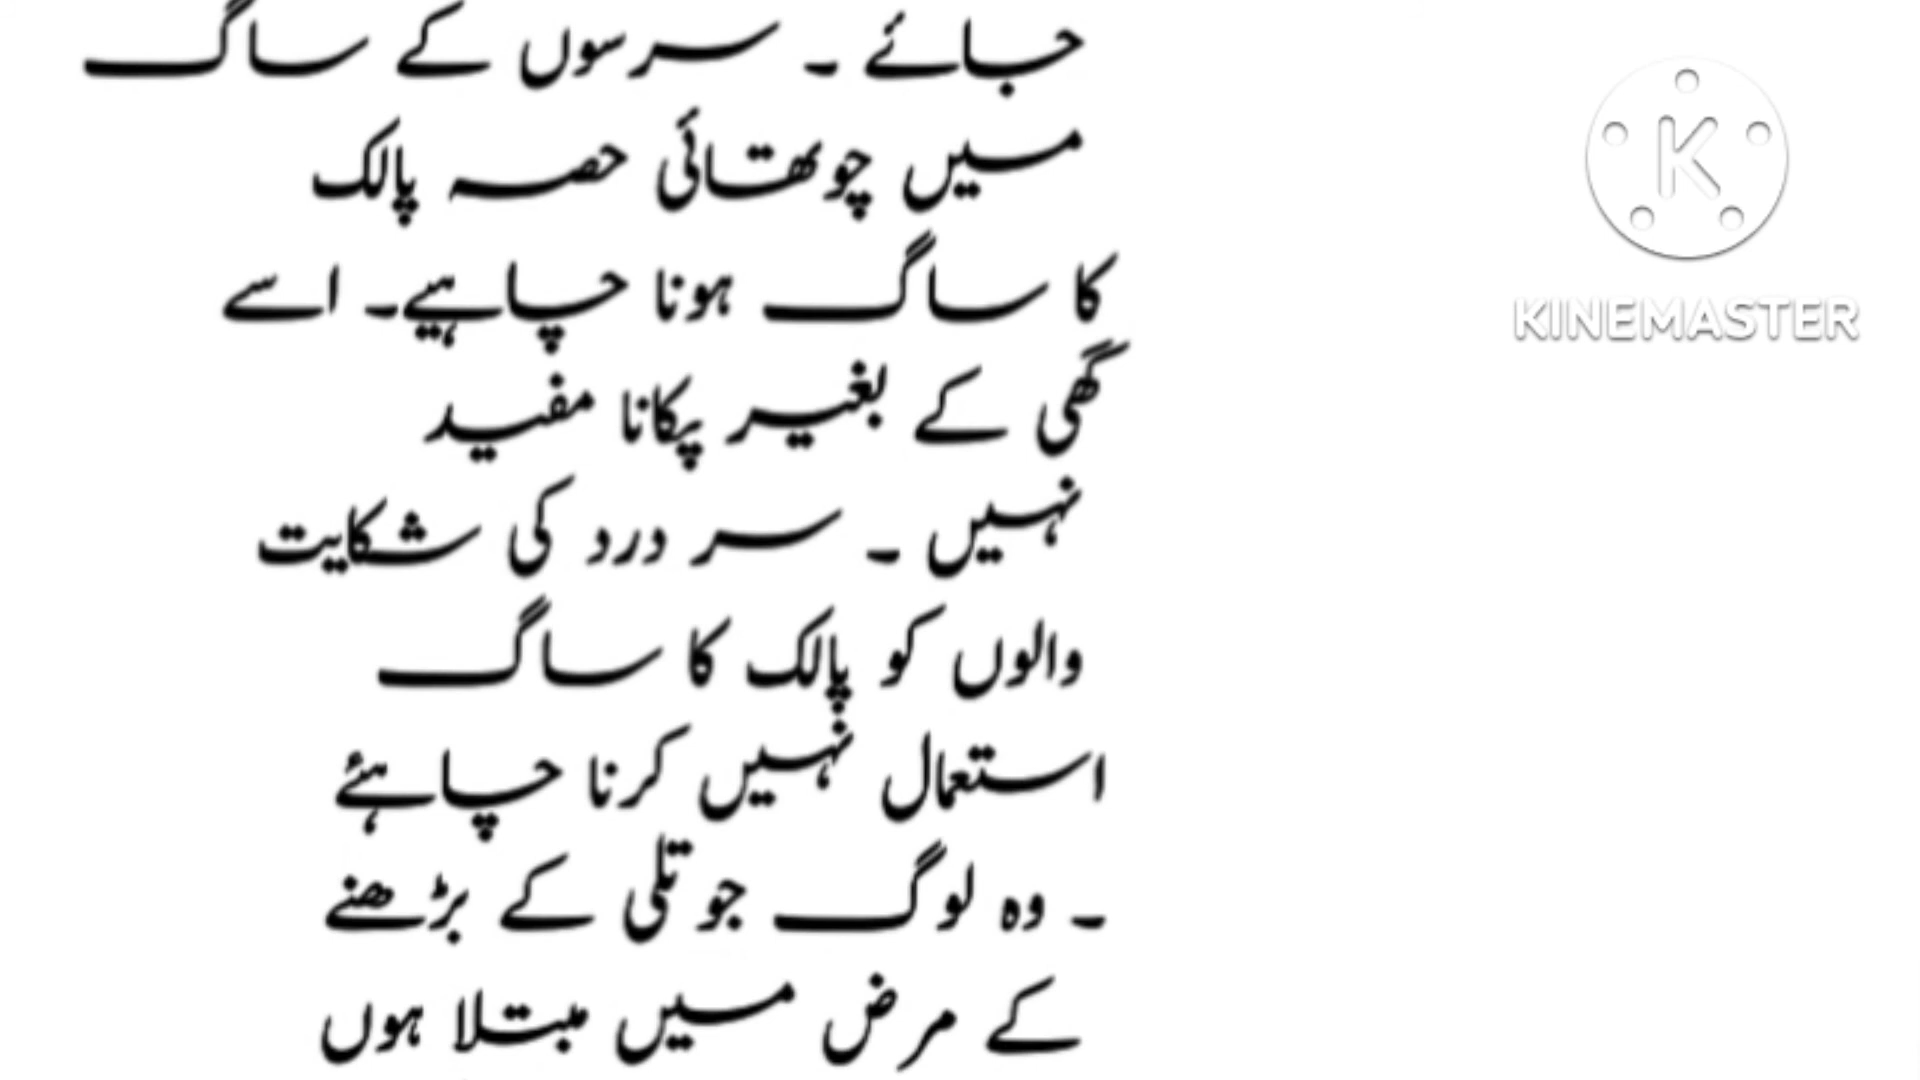 جائے ۔ سرسوں کے ساگ
میں چوتھائی حصہ پالک
کا ساگ ہونا چاہیے۔ اسے
گھی کے بغیر پکانا مفید
نہیں ۔ سر درد کی شکایت
والوں کو پالک کا ساگ
استعمال نہیں کرنا چاہئے
۔ وہ لوگ جو تلی کے بڑھنے
کے مرض میں مبتلا ہوں
K
KINEMASTER